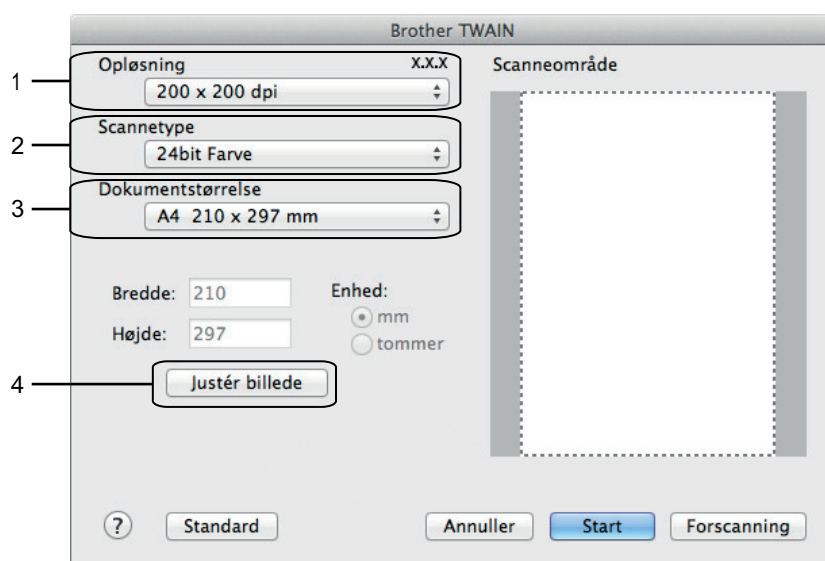 Brother TWAIN
1
Opløsning X.X.X
200 x 200 dpi
2
Scannetype
24bit Farve
3
Dokumentstørrelse
A4 210 x 297 mm
Scanneområde
Bredde: 210
Højde: 297
Enhed:
mm
tommer
4
Justér billede
? Standard Annuller Start Forscanning